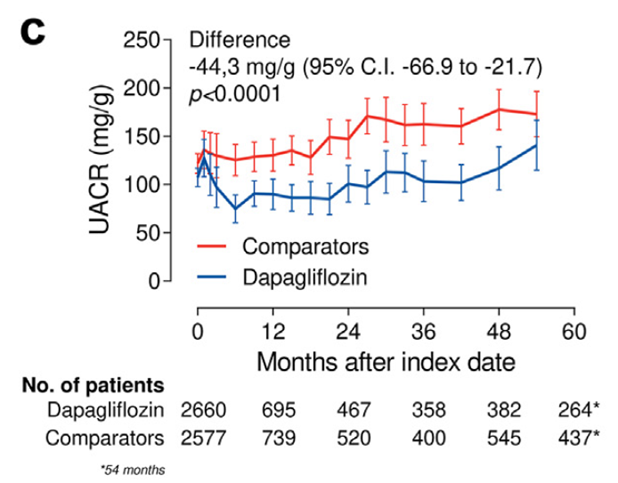 C
Difference
-44,3 mg/g (95% C.I. -66.9 to -21.7)
p<0.0001
UACR (mg/g)
250
200
150
100
50
0
Comparators
Dapagliflozin
0 12 24 36 48 60
Months after index date
No. of patients
Dapagliflozin 2660 695 467 358 382 264*
Comparators 2577 739 520 400 545 437*
*54 months